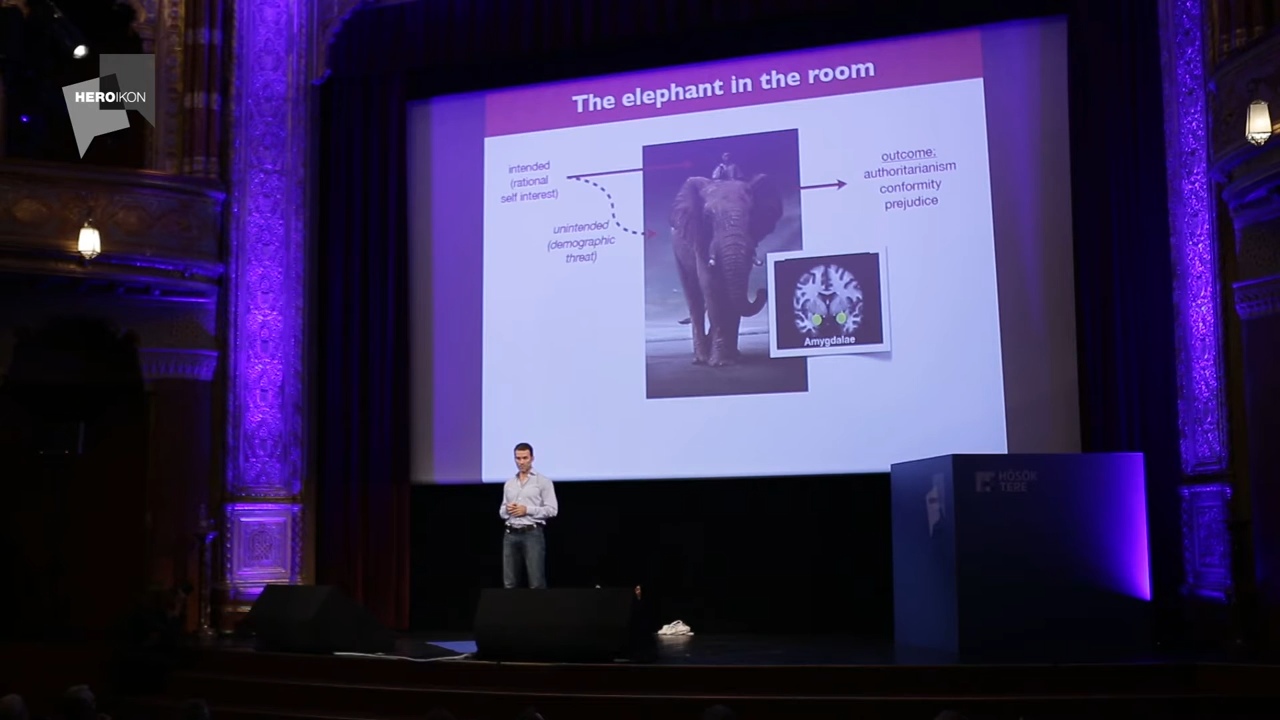 HEROIKON
The elephant in the room
intended
(rational
self interest)
unintended
(demographic
threat)
outcome:
authoritarianism
conformity
prejudice
Amygdalae
HŐSÖK
TERE